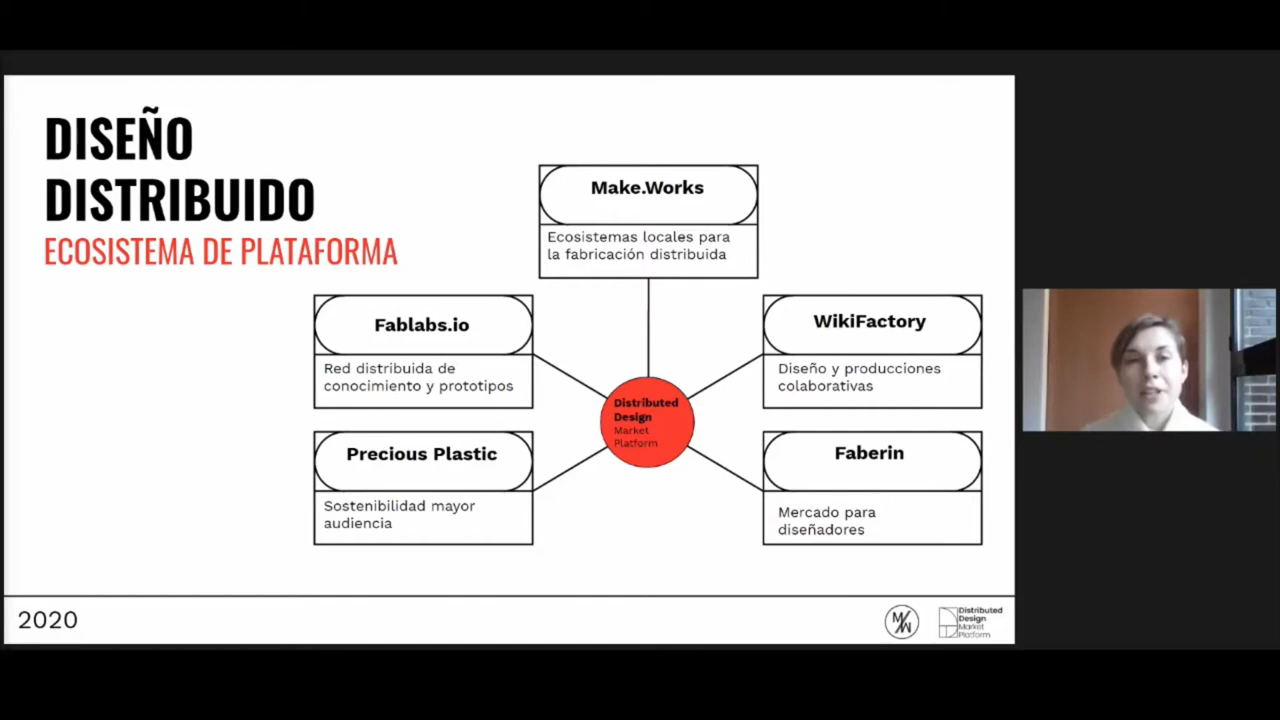 DISEÑO
DISTRIBUIDO
ECOSISTEMA DE PLATAFORMA
Make.Works
Ecosistemas locales para
la fabricación distribuida
Fablabs.io
Red distribuida de
conocimiento y prototipos
WikiFactory
Diseño y producciones
colaborativas
Distributed
Design
Market
Platform
Precious Plastic
Sostenibilidad mayor
audiencia
Faberin
Mercado para
diseñadores
2020
M/W
Distributed
Design
Market
Platform